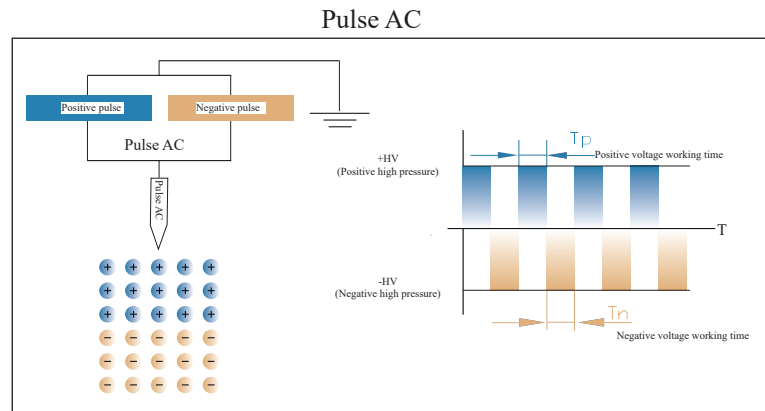 Pulse AC
Positive pulse
Negative pulse
Pulse AC
Pulse AC
+ + + + +
+ + + + +
+ + + + +
− − − − −
− − − − −
− − − − −
Tp
+HV
(Positive high pressure)
Positive voltage working time
T
-HV
(Negative high pressure)
Tn
Negative voltage working time